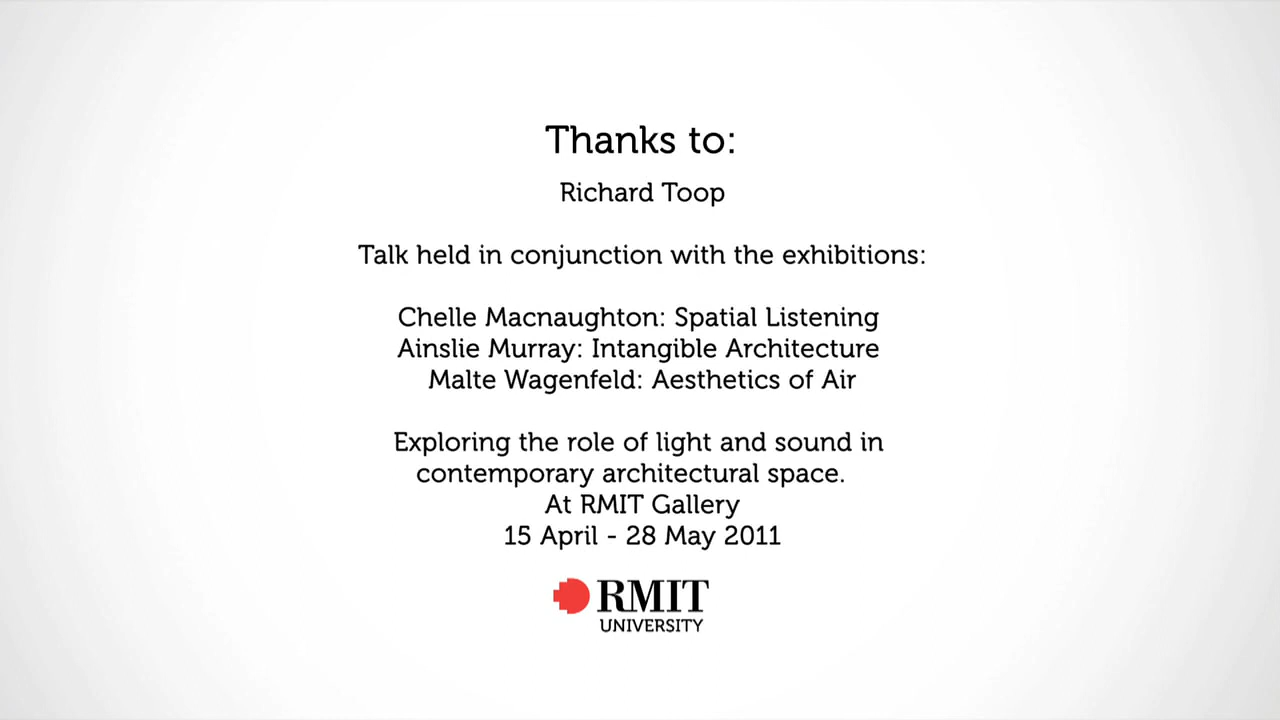 Thanks to:
Richard Toop
Talk held in conjunction with the exhibitions:
Chelle Macnaughton: Spatial Listening
Ainslie Murray: Intangible Architecture
Malte Wagenfeld: Aesthetics of Air
Exploring the role of light and sound in
contemporary architectural space.
At RMIT Gallery
15 April - 28 May 2011
RMIT
UNIVERSITY